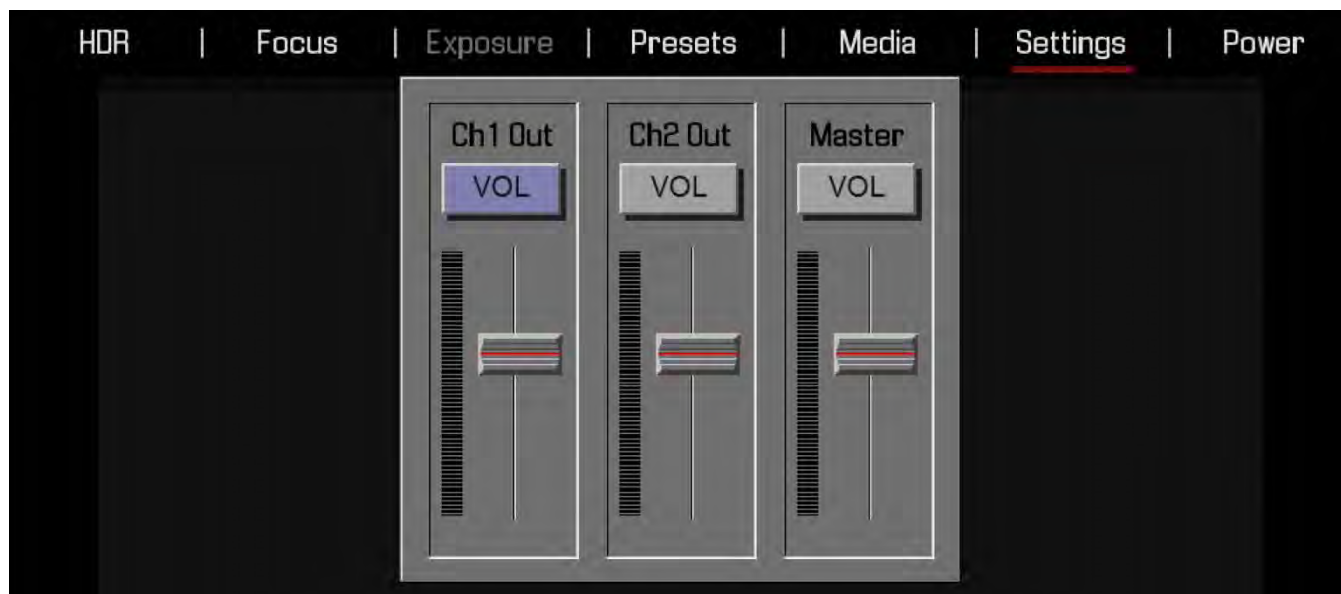 HDR | Focus | Exposure | Presets | Media | Settings | Power
Ch1 Out Ch2 Out Master
VOL VOL VOL